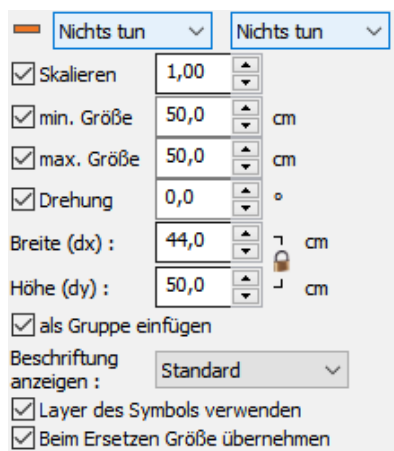 Nichts tun Nichts tun
Skalieren 1,00
min. Größe 50,0 cm
max. Größe 50,0 cm
Drehung 0,0 °
Breite (dx) : 44,0 cm
Höhe (dy) : 50,0 cm
als Gruppe einfügen
Beschriftung
anzeigen : Standard
Layer des Symbols verwenden
Beim Ersetzen Größe übernehmen